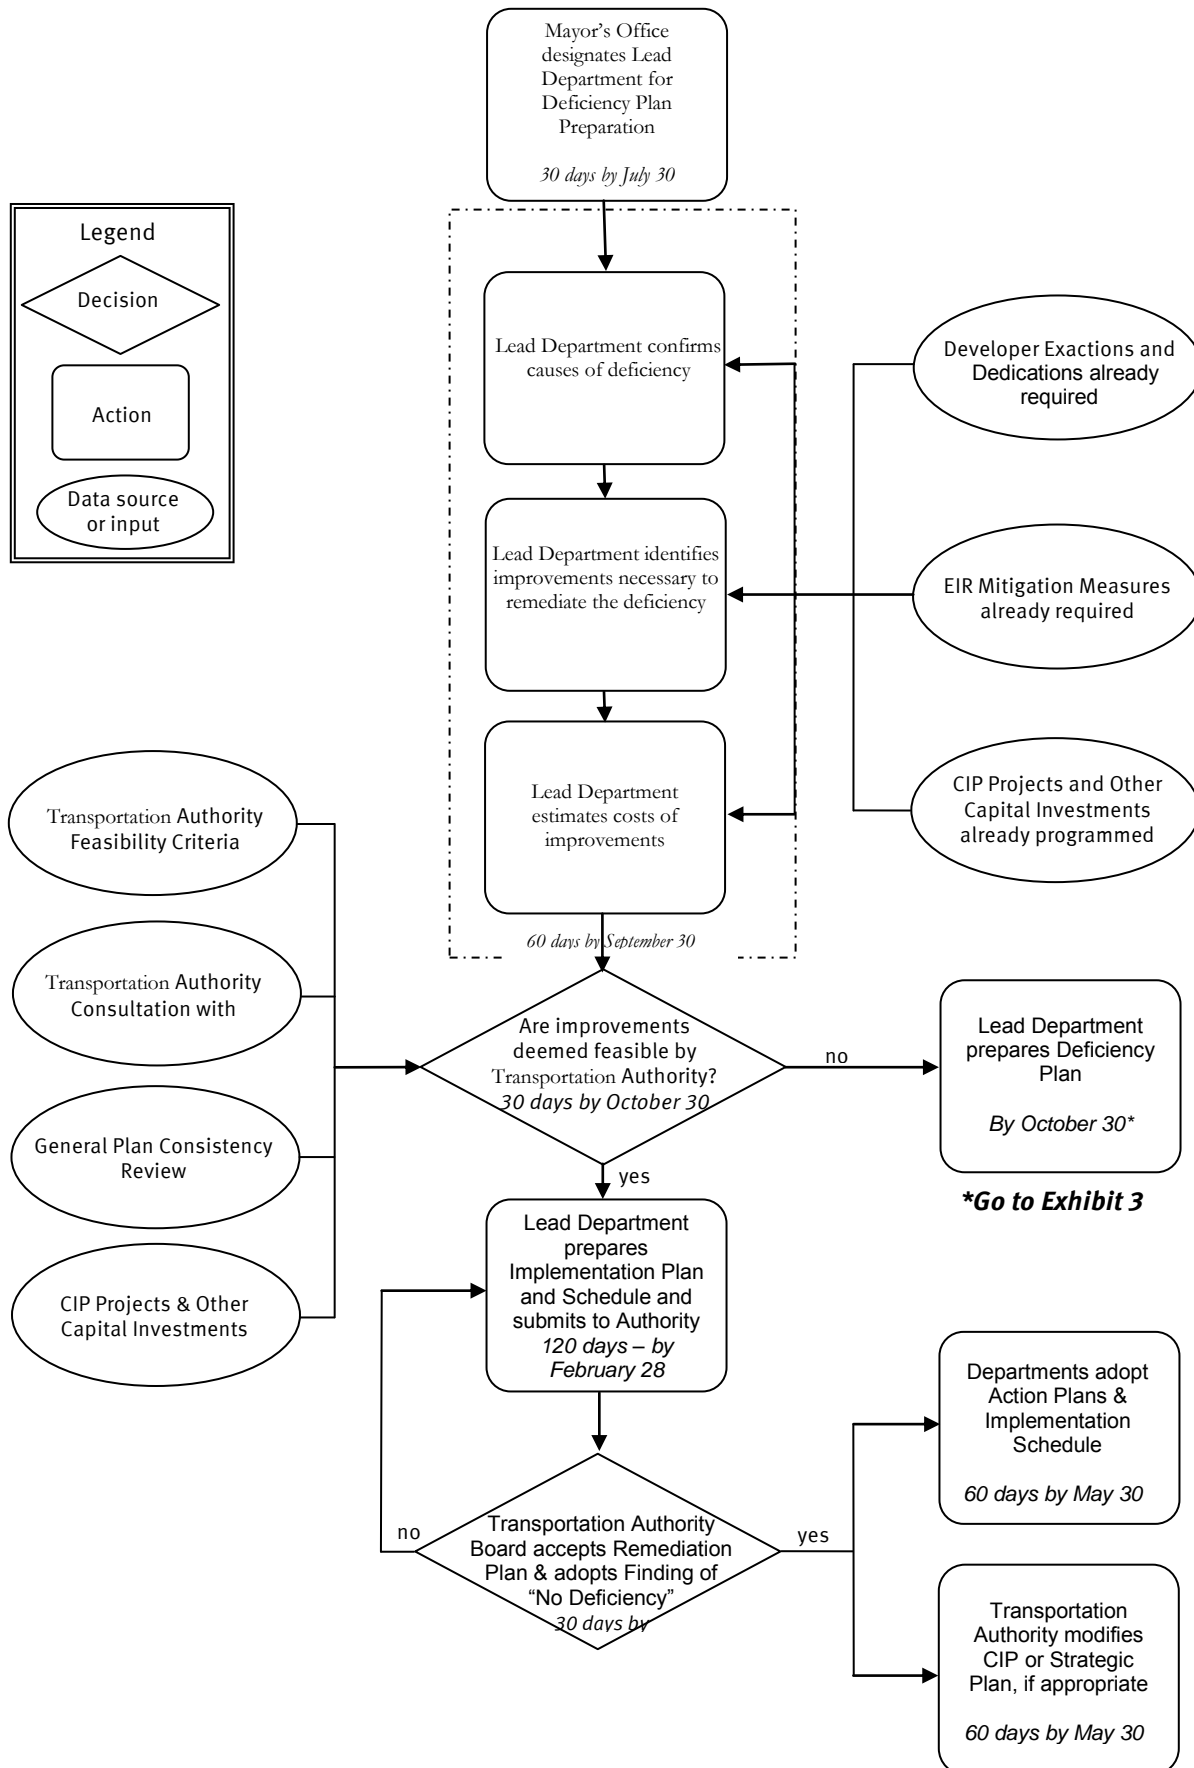 Mayor's Office
designates Lead
Department for
Deficiency Plan
Preparation
30 days by July 30
Legend
Decision
Action
Data source
or input
Lead Department confirms
causes of deficiency
Developer Exactions and
Dedications already
required
Lead Department identifies
improvements necessary to
remediate the deficiency
EIR Mitigation Measures
already required
Lead Department
estimates costs of
improvements
CIP Projects and Other
Capital Investments
already programmed
60 days by September 30
Transportation Authority
Feasibility Criteria
Transportation Authority
Consultation with
General Plan Consistency
Review
CIP Projects & Other
Capital Investments
Are improvements
deemed feasible by
Transportation Authority?
30 days by October 30
no
Lead Department
prepares Deficiency
Plan
By October 30*
*Go to Exhibit 3
yes
Lead Department
prepares
Implementation Plan
and Schedule and
submits to Authority
120 days – by
February 28
no
Transportation Authority
Board accepts Remediation
Plan & adopts Finding of
“No Deficiency”
30 days by
yes
Departments adopt
Action Plans &
Implementation
Schedule
60 days by May 30
Transportation
Authority modifies
CIP or Strategic
Plan, if appropriate
60 days by May 30